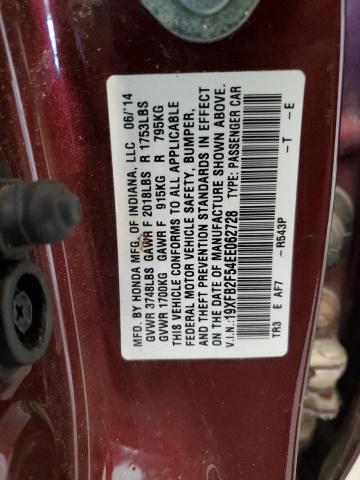 MFD. BY HONDA MFG. OF INDIANA, LLC 06/14
GVWR 3748LBS GAWR F 2018LBS R 1753LBS
GVWR 1700KG GAWR F 915KG R 795KG
THIS VEHICLE CONFORMS TO ALL APPLICABLE
FEDERAL MOTOR VEHICLE SAFETY, BUMPER,
AND THEFT PREVENTION STANDARDS IN EFFECT
ON THE DATE OF MANUFACTURE SHOWN ABOVE.
V.I.N.:19XFB2F54EE062728 TYPE: PASSENGER CAR
TR3 E AF7 -R543P -T -E